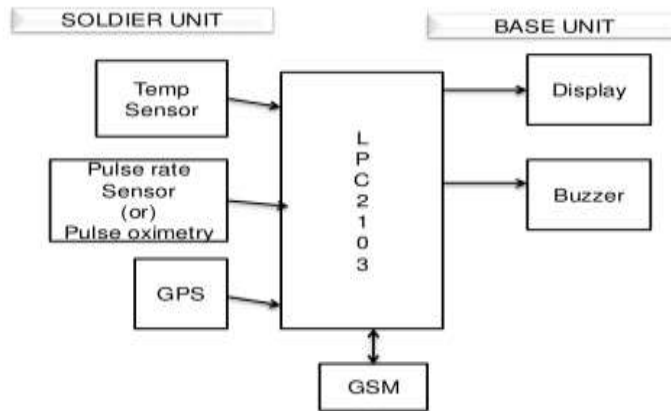 SOLDIER UNIT
BASE UNIT
Temp
Sensor
Pulse rate
Sensor
(or)
Pulse oximetry
GPS
L
P
C
2
1
0
3
GSM
Display
Buzzer